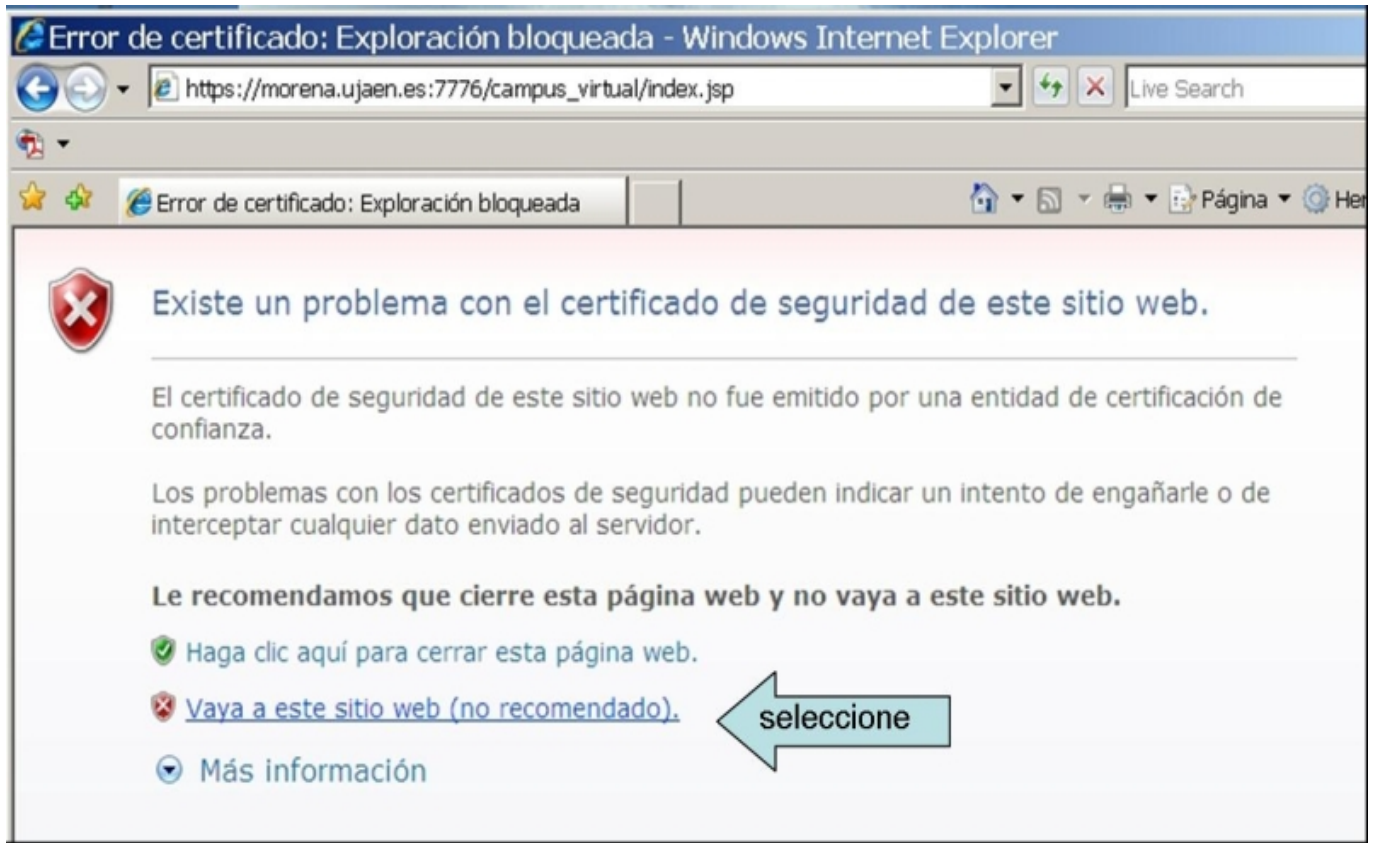 Error de certificado: Exploración bloqueada - Windows Internet Explorer
https://morena.ujaen.es:7776/campus_virtual/index.jsp
Live Search
Error de certificado: Exploración bloqueada
Página
Her
Existe un problema con el certificado de seguridad de este sitio web.
El certificado de seguridad de este sitio web no fue emitido por una entidad de certificación de
confianza.
Los problemas con los certificados de seguridad pueden indicar un intento de engañarle o de
interceptar cualquier dato enviado al servidor.
Le recomendamos que cierre esta página web y no vaya a este sitio web.
Haga clic aquí para cerrar esta página web.
Vaya a este sitio web (no recomendado).
seleccione
Más información